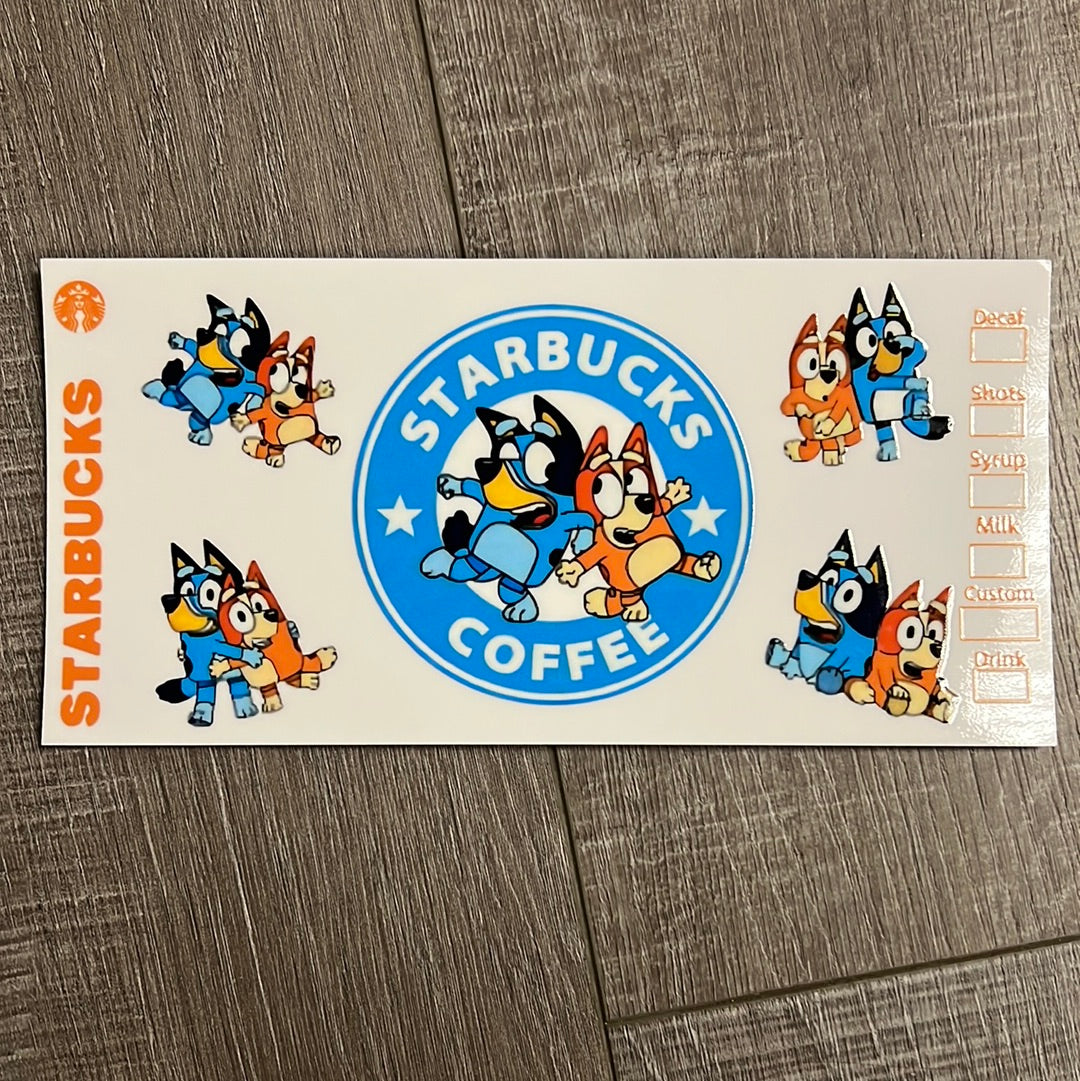 STARBUCKS
STARBUCKS
COFFEE
Decaf
Shots
Syrup
Milk
Custom
Drink